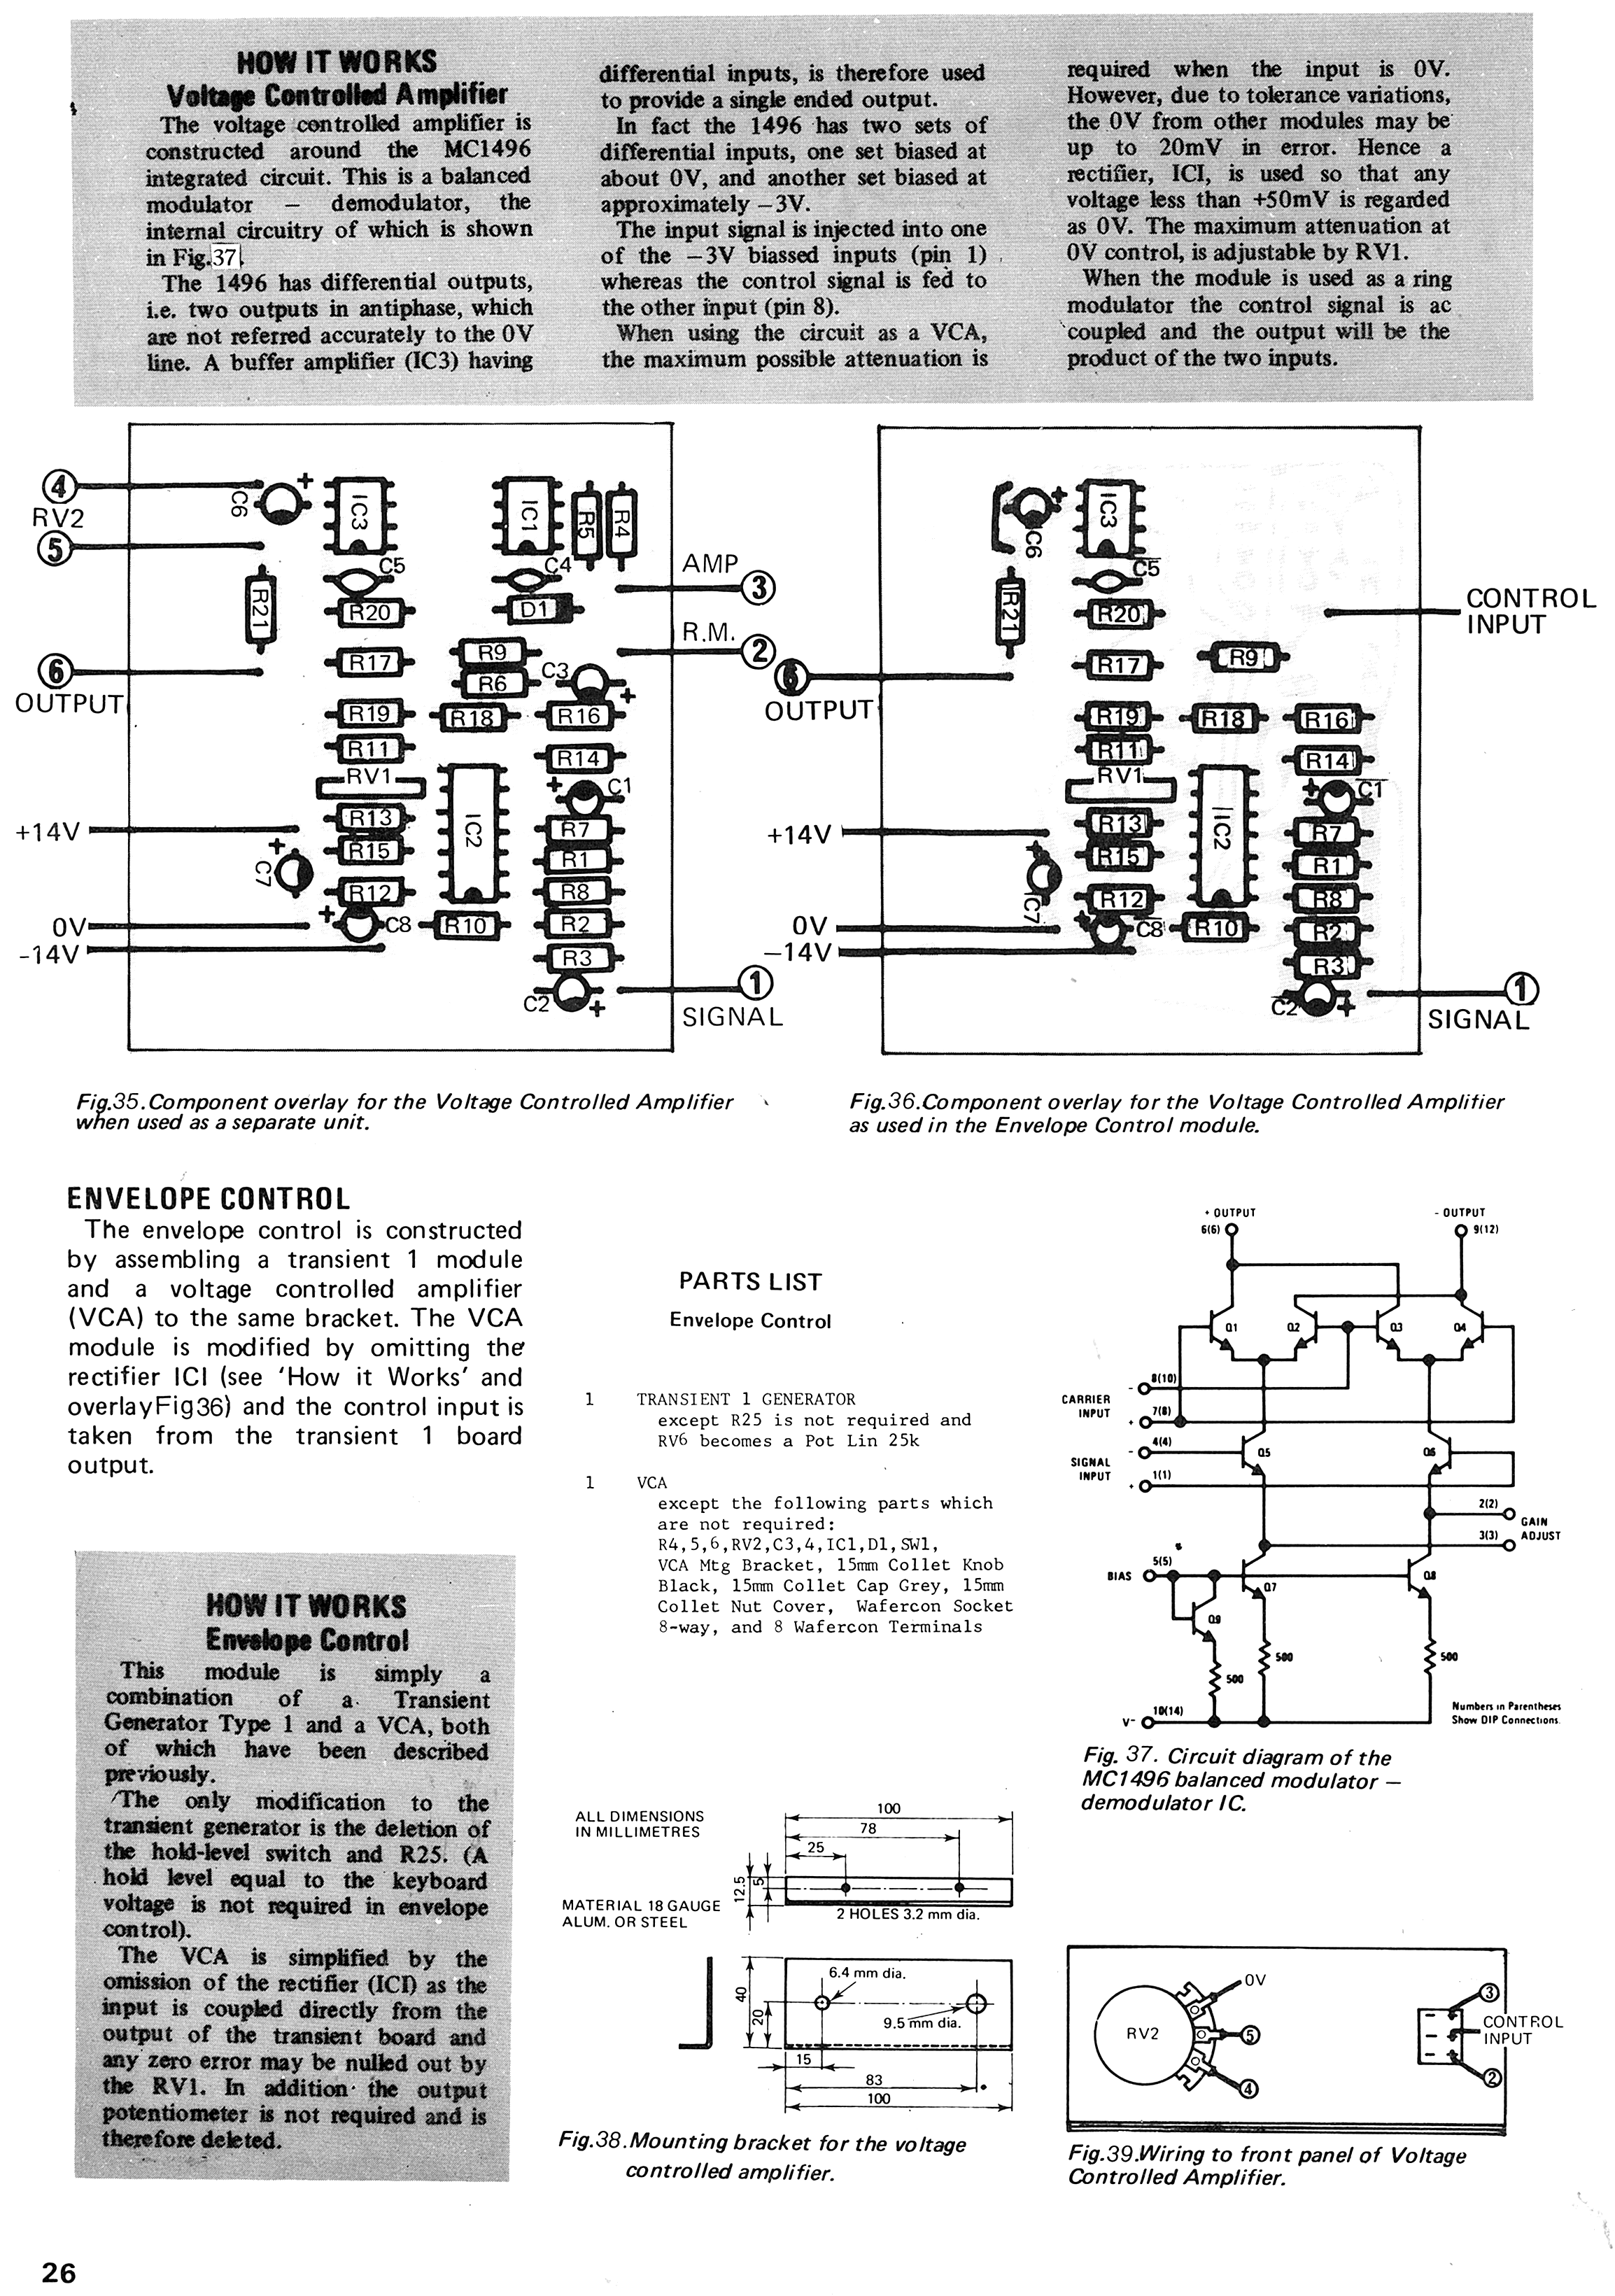 HOW IT WORKS
Voltage Controlled Amplifier
The voltage controlled amplifier is
constructed around the MC1496
integrated circuit. This is a balanced
modulator – demodulator, the
internal circuitry of which is shown
in Fig.37.
The 1496 has differential outputs,
i.e. two outputs in antiphase, which
are not referred accurately to the 0V
line. A buffer amplifier (IC3) having
differential inputs, is therefore used
to provide a single ended output.
In fact the 1496 has two sets of
differential inputs, one set biased at
about 0V, and another set biased at
approximately –3V.
The input signal is injected into one
of the –3V biassed inputs (pin 1)
whereas the control signal is fed to
the other input (pin 8).
When using the circuit as a VCA,
the maximum possible attenuation is
required when the input is 0V.
However, due to tolerance variations,
the 0V from other modules may be
up to 20mV in error. Hence a
rectifier, ICI, is used so that any
voltage less than +50mV is regarded
as 0V. The maximum attenuation at
0V control, is adjustable by RV1.
When the module is used as a ring
modulator the control signal is ac
coupled and the output will be the
product of the two inputs.
4
RV2
5
6
OUTPUT
+14V
0V
-14V
C6
+
IC3
IC1
R5
R4
C5
C4
R21
R20
D1
R17
R9
R6
C3
+
R19
R18
R16
R11
R14
RV1
+
C1
R13
IC2
R7
R15
R1
+
C7
R12
R8
+
C8
R10
R2
R3
C2
+
AMP
3
R.M.
2
1
SIGNAL
6
OUTPUT
+14V
0V
-14V
+
C6
IC3
C5
R21
R20
R17
R9
R19
R18
R16
R11
R14
RV1
+
C1
R13
IC2
R7
R15
R1
+
C7
R12
R8
+
C8
R10
R2
R3
C2
+
CONTROL
INPUT
1
SIGNAL
Fig.35.Component overlay for the Voltage Controlled Amplifier
when used as a separate unit.
Fig.36.Component overlay for the Voltage Controlled Amplifier
as used in the Envelope Control module.
ENVELOPE CONTROL
The envelope control is constructed
by assembling a transient 1 module
and a voltage controlled amplifier
(VCA) to the same bracket. The VCA
module is modified by omitting the
rectifier ICI (see 'How it Works' and
overlayFig36) and the control input is
taken from the transient 1 board
output.
HOW IT WORKS
Envelope Control
This module is simply a
combination of a Transient
Generator Type 1 and a VCA, both
of which have been described
previously.
The only modification to the
transient generator is the deletion of
the hold-level switch and R25. (A
hold level equal to the keyboard
voltage is not required in envelope
control).
The VCA is simplified by the
omission of the rectifier (ICI) as the
input is coupled directly from the
output of the transient board and
any zero error may be nulled out by
the RV1. In addition the output
potentiometer is not required and is
therefore deleted.
PARTS LIST
Envelope Control
1 TRANSIENT 1 GENERATOR
except R25 is not required and
RV6 becomes a Pot Lin 25k
1 VCA
except the following parts which
are not required:
R4,5,6,RV2,C3,4,IC1,D1,SW1,
VCA Mtg Bracket, 15mm Collet Knob
Black, 15mm Collet Cap Grey, 15mm
Collet Nut Cover, Wafercon Socket
8-way, and 8 Wafercon Terminals
+ OUTPUT
6(6)
- OUTPUT
9(12)
Q1
Q2
Q3
Q4
8(10)
-
CARRIER
INPUT
7(8)
+
4(4)
-
SIGNAL
INPUT
1(1)
+
Q5
Q6
2(2)
GAIN
ADJUST
3(3)
5(5)
BIAS
Q7
Q8
Q9
500
500
500
10(14)
V-
Numbers in Parentheses
Show DIP Connections.
Fig. 37. Circuit diagram of the
MC1496 balanced modulator –
demodulator IC.
ALL DIMENSIONS
IN MILLIMETRES
100
78
25
12.5
5
MATERIAL 18 GAUGE
ALUM. OR STEEL
2 HOLES 3.2 mm dia.
6.4 mm dia.
40
20
9.5 mm dia.
15
83
100
Fig.38.Mounting bracket for the voltage
controlled amplifier.
RV2
0V
5
4
3
CONTROL
INPUT
2
Fig.39.Wiring to front panel of Voltage
Controlled Amplifier.
26